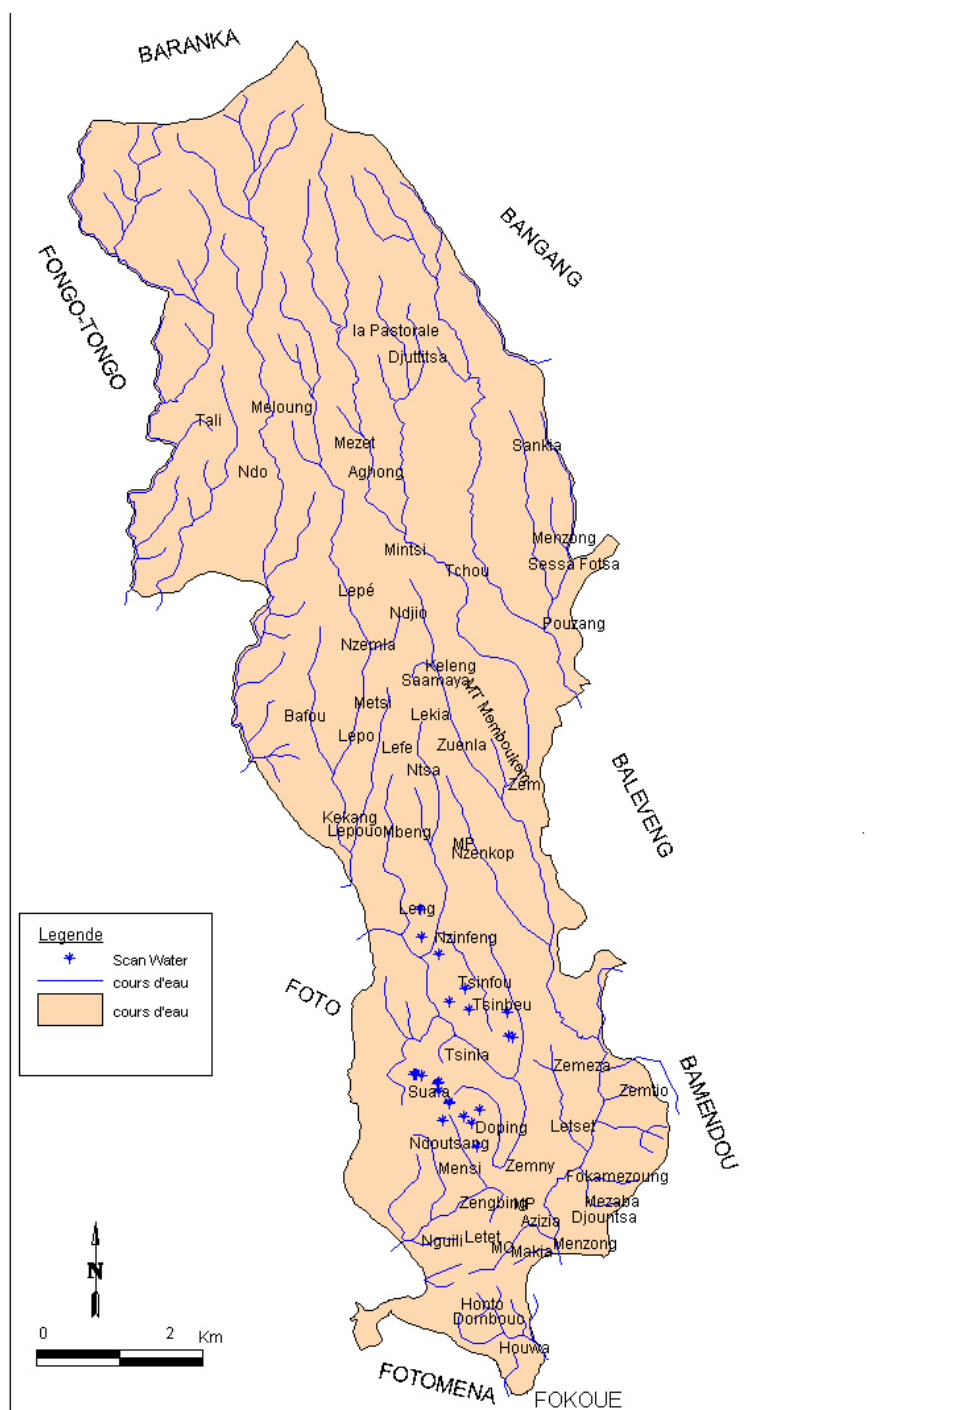 BARANKA
BANGANG
FONGO-TONGO
la Pastorale
Djuttitsa
Meloung
Tali
Mezet
Sankia
Ndo
Aghong
Menzong
Mintsi
Sessa Fotsa
Tchou
Lepé
Ndjio
Pouzang
Nzemla
Keleng
Saamaya
MT Memboukem
Metsi
Bafou
Lekia
Lepo
Lefe
Zuenla
Ntsa
Zem
BALEVENG
Kekang
Lepouo
Mbeng
MP
Nzenkop
Leng
Nzinfeng
Legende
Scan Water
cours d'eau
cours d'eau
FOTO
Tsinfou
Tsinbeu
Tsinla
Zemeza
BAMENDOU
Suala
Zemtio
Doping
Letset
Ndoutsang
Mensi
Zemny
Fokamezoung
Zengbing
MP
Mezaba
Azizia
Djountsa
Nguili
Letet
MC
Makia
Menzong
N
Honto
Dombouo
0 2 Km
Houwa
FOTOMENA
FOKOUE